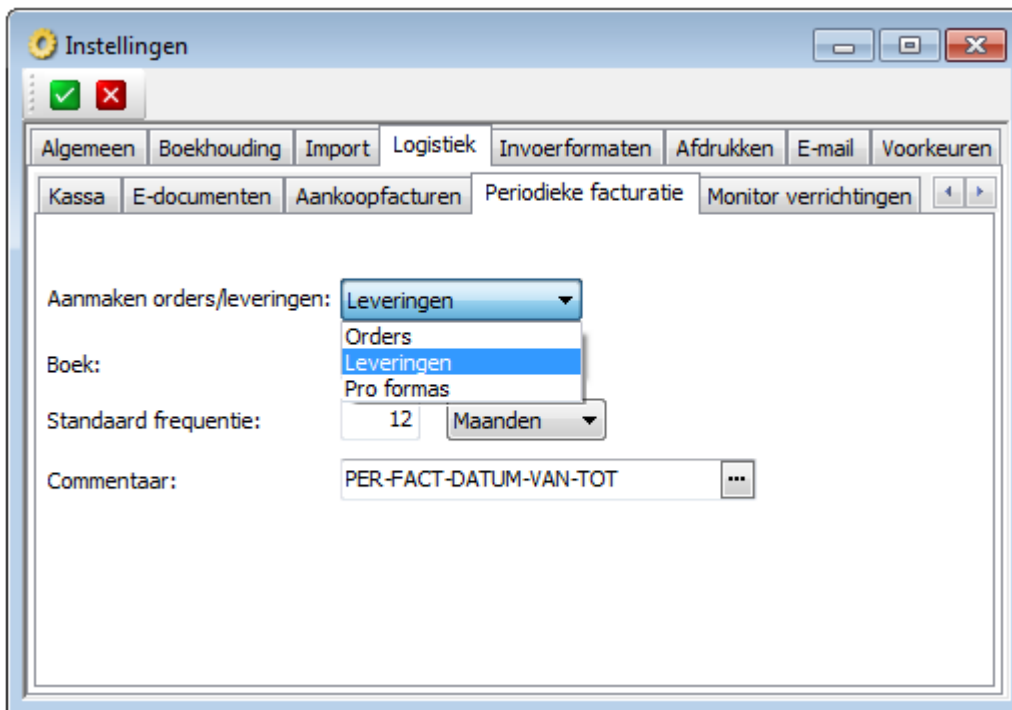 Instellingen
Algemeen Boekhouding Import Logistiek Invoerformaten Afdrukken E-mail Voorkeuren
Kassa E-documenten Aankoopfacturen Periodieke facturatie Monitor verrichtingen
Aanmaken orders/leveringen: Leveringen
Orders
Boek: Leveringen
Pro formas
Standaard frequentie: 12 Maanden
Commentaar: PER-FACT-DATUM-VAN-TOT ...